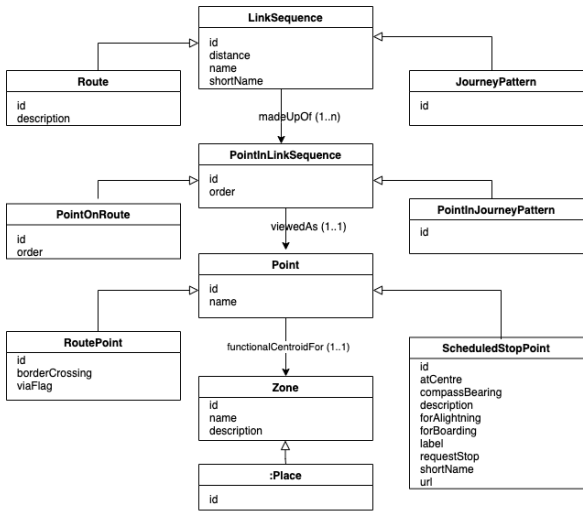 LinkSequence
id
distance
name
shortName
Route
id
description
JourneyPattern
id
madeUpOf (1..n)
PointInLinkSequence
id
order
PointOnRoute
id
order
PointInJourneyPattern
id
viewedAs (1..1)
Point
id
name
RoutePoint
id
borderCrossing
viaFlag
functionalCentroidFor (1..1)
ScheduledStopPoint
id
atCentre
compassBearing
description
forAlightning
forBoarding
label
requestStop
shortName
url
Zone
id
name
description
:Place
id